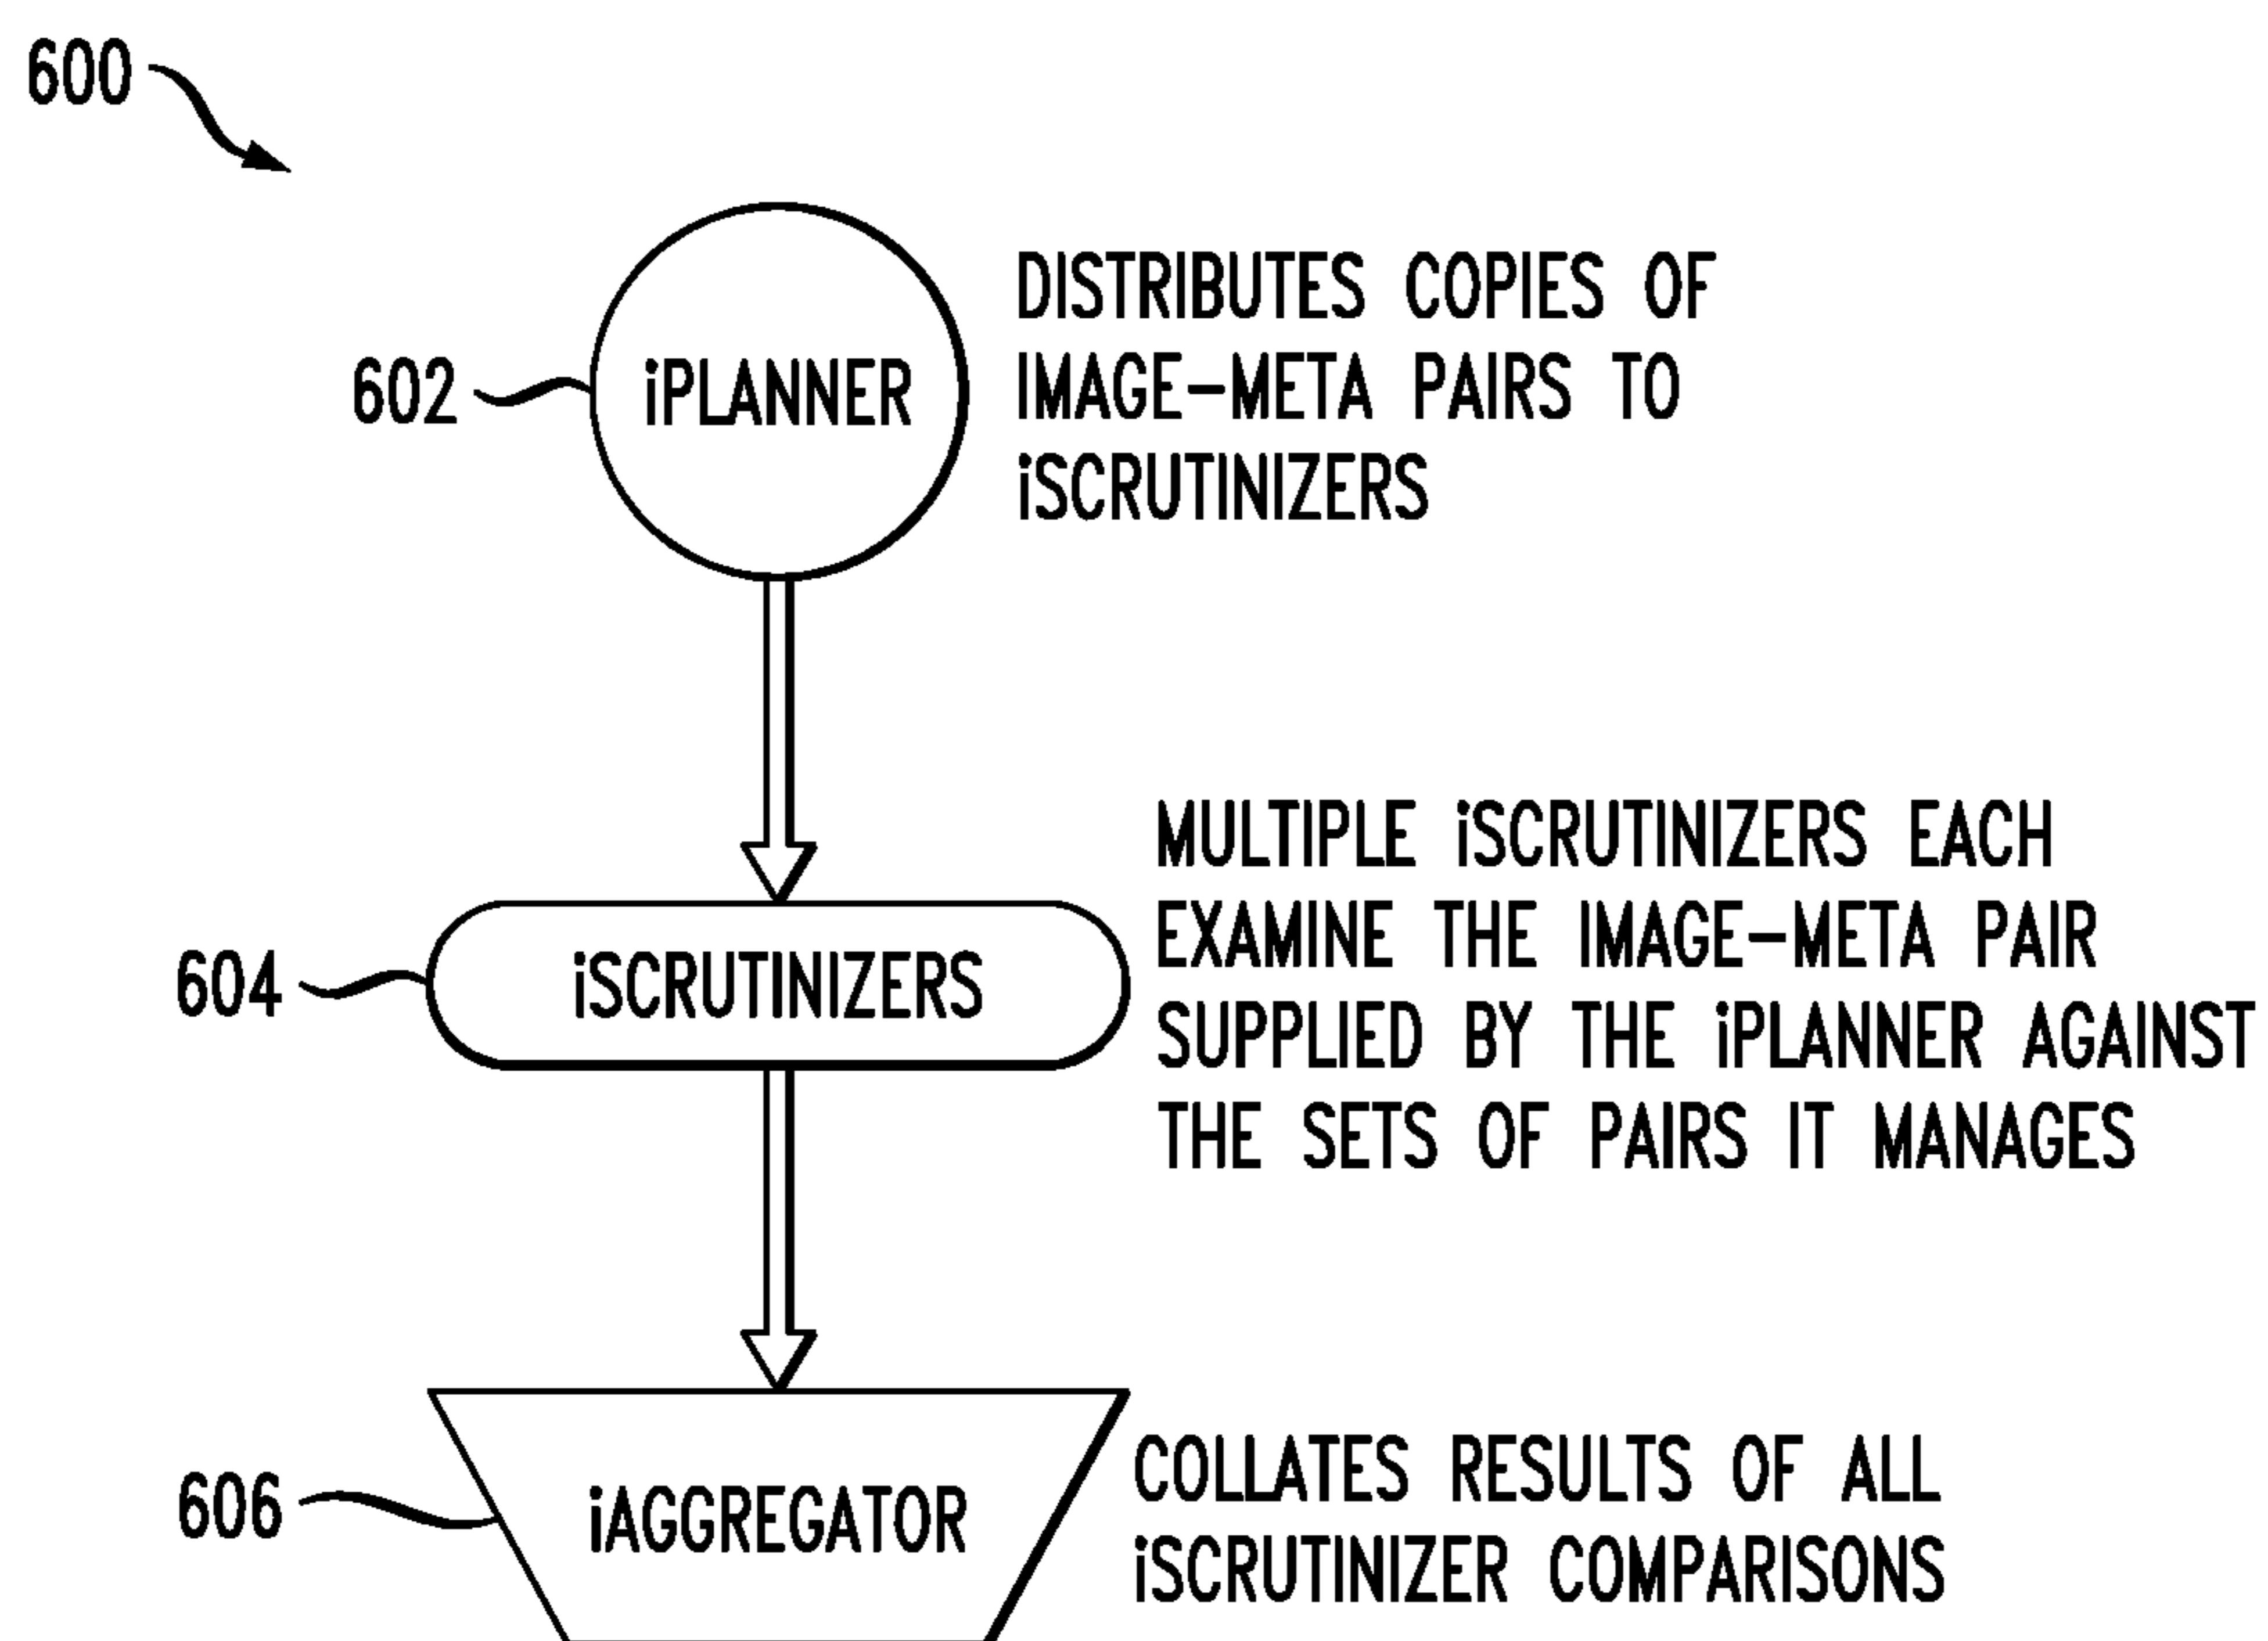 600
602
iPLANNER
DISTRIBUTES COPIES OF
IMAGE-META PAIRS TO
iSCRUTINIZERS
604
iSCRUTINIZERS
MULTIPLE iSCRUTINIZERS EACH
EXAMINE THE IMAGE-META PAIR
SUPPLIED BY THE iPLANNER AGAINST
THE SETS OF PAIRS IT MANAGES
606
iAGGREGATOR
COLLATES RESULTS OF ALL
iSCRUTINIZER COMPARISONS